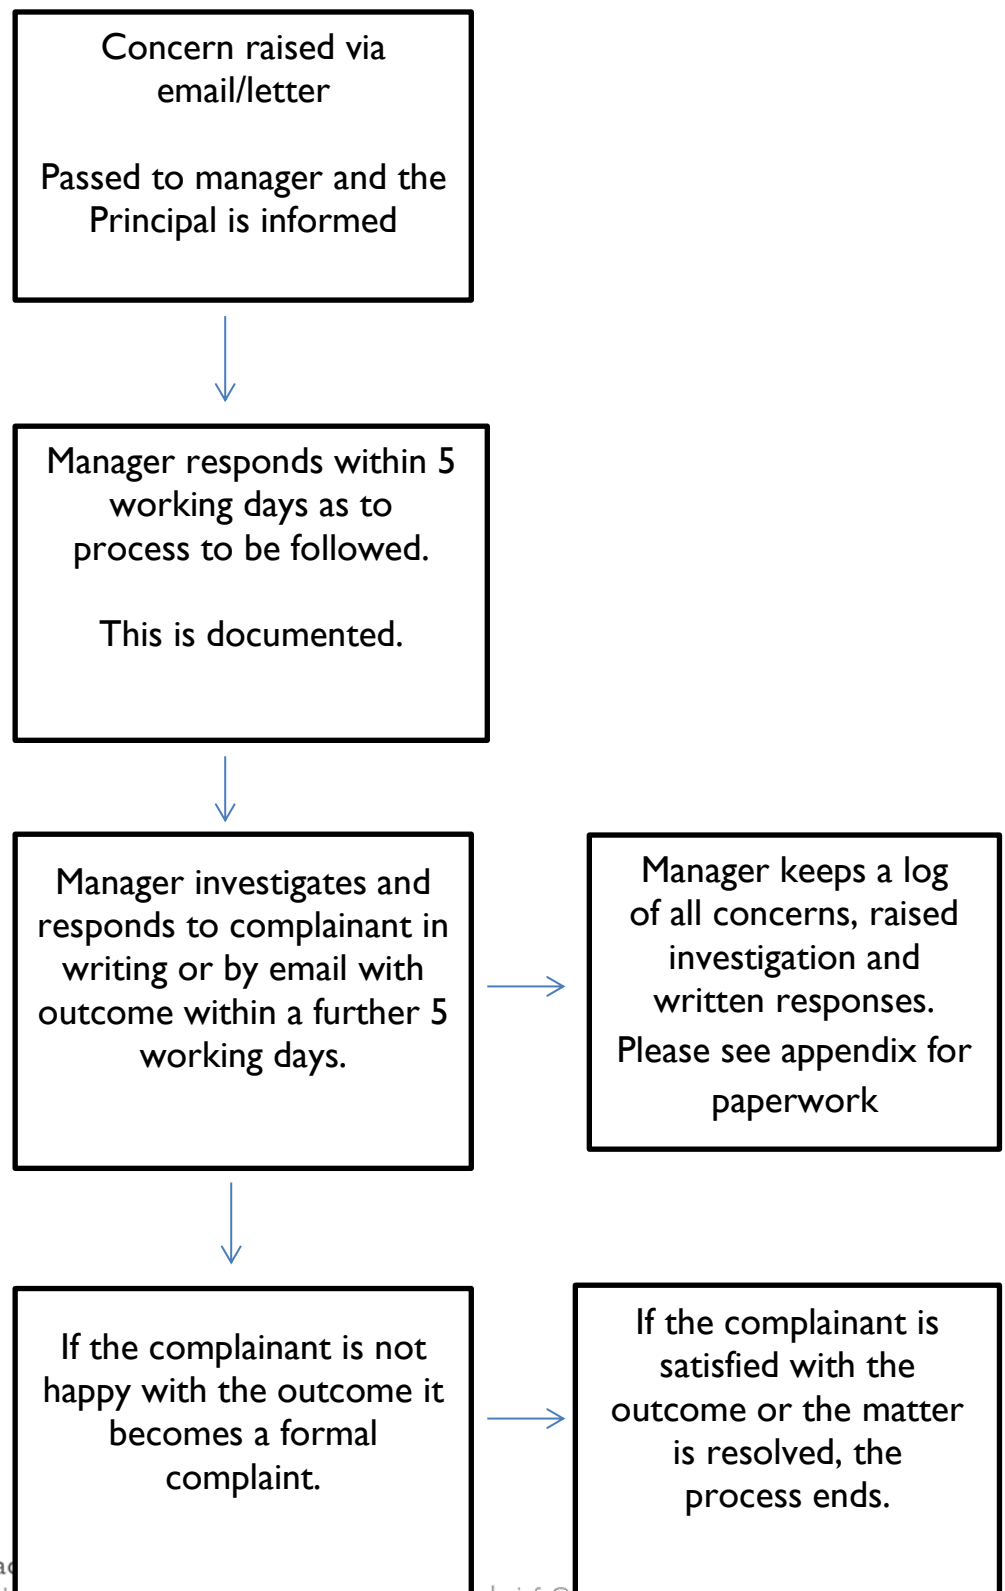 Concern raised via
email/letter
Passed to manager and the
Principal is informed
Manager responds within 5
working days as to
process to be followed.
This is documented.
Manager investigates and
responds to complainant in
writing or by email with
outcome within a further 5
working days.
Manager keeps a log
of all concerns, raised
investigation and
written responses.
Please see appendix for
paperwork
If the complainant is not
happy with the outcome it
becomes a formal
complaint.
If the complainant is
satisfied with the
outcome or the matter
is resolved, the
process ends.